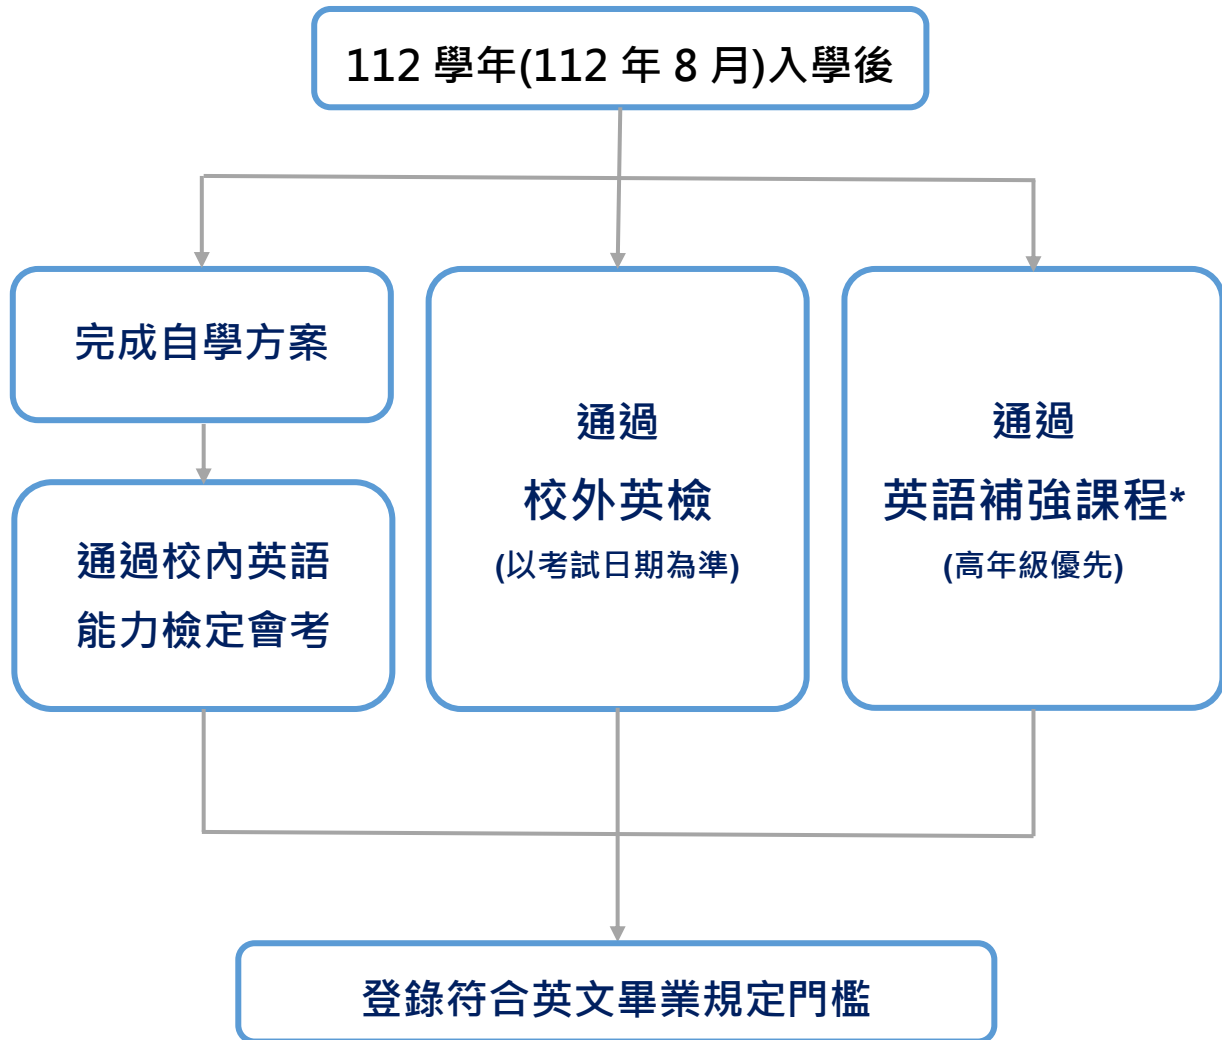 112 學年(112 年 8 月)入學後
完成自學方案
通過校內英語
能力檢定會考
通過
校外英檢
(以考試日期為準)
通過
英語補強課程*
(高年級優先)
登錄符合英文畢業規定門檻